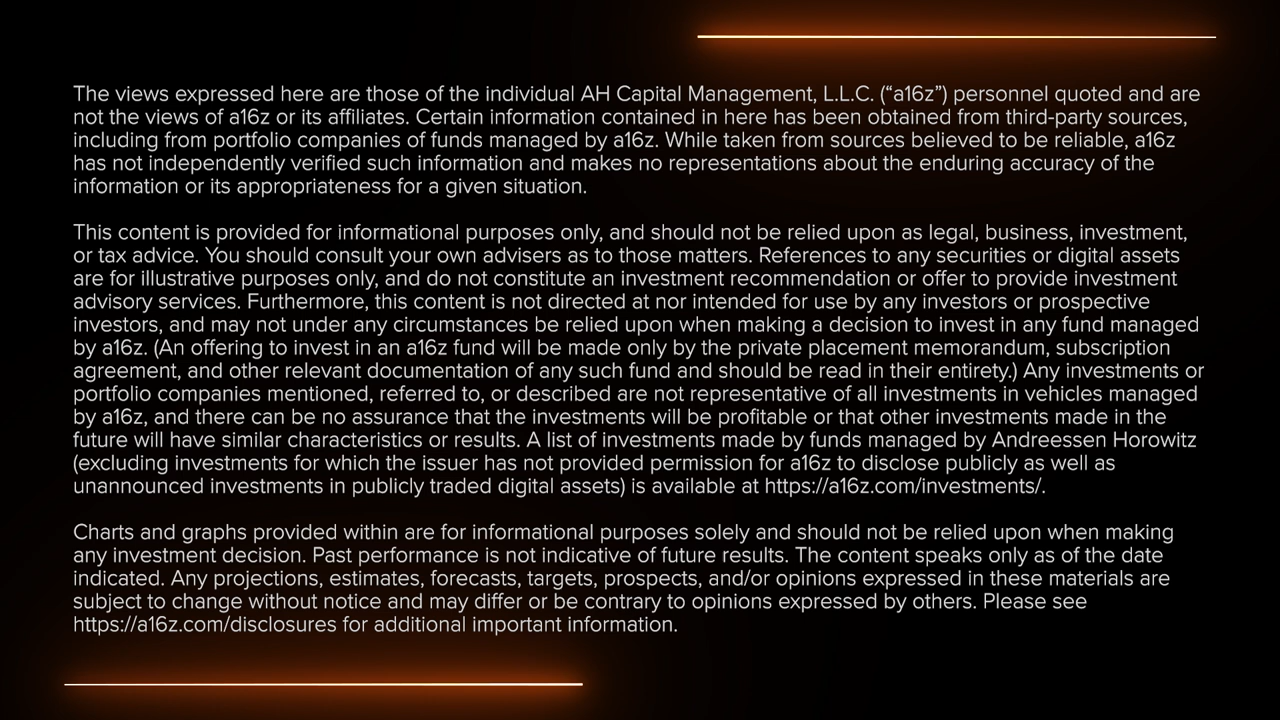 The views expressed here are those of the individual AH Capital Management, L.L.C. (“a16z”) personnel quoted and are
not the views of a16z or its affiliates. Certain information contained in here has been obtained from third-party sources,
including from portfolio companies of funds managed by a16z. While taken from sources believed to be reliable, a16z
has not independently verified such information and makes no representations about the enduring accuracy of the
information or its appropriateness for a given situation.
This content is provided for informational purposes only, and should not be relied upon as legal, business, investment,
or tax advice. You should consult your own advisers as to those matters. References to any securities or digital assets
are for illustrative purposes only, and do not constitute an investment recommendation or offer to provide investment
advisory services. Furthermore, this content is not directed at nor intended for use by any investors or prospective
investors, and may not under any circumstances be relied upon when making a decision to invest in any fund managed
by a16z. (An offering to invest in an a16z fund will be made only by the private placement memorandum, subscription
agreement, and other relevant documentation of any such fund and should be read in their entirety.) Any investments or
portfolio companies mentioned, referred to, or described are not representative of all investments in vehicles managed
by a16z, and there can be no assurance that the investments will be profitable or that other investments made in the
future will have similar characteristics or results. A list of investments made by funds managed by Andreessen Horowitz
(excluding investments for which the issuer has not provided permission for a16z to disclose publicly as well as
unannounced investments in publicly traded digital assets) is available at https://a16z.com/investments/.
Charts and graphs provided within are for informational purposes solely and should not be relied upon when making
any investment decision. Past performance is not indicative of future results. The content speaks only as of the date
indicated. Any projections, estimates, forecasts, targets, prospects, and/or opinions expressed in these materials are
subject to change without notice and may differ or be contrary to opinions expressed by others. Please see
https://a16z.com/disclosures for additional important information.